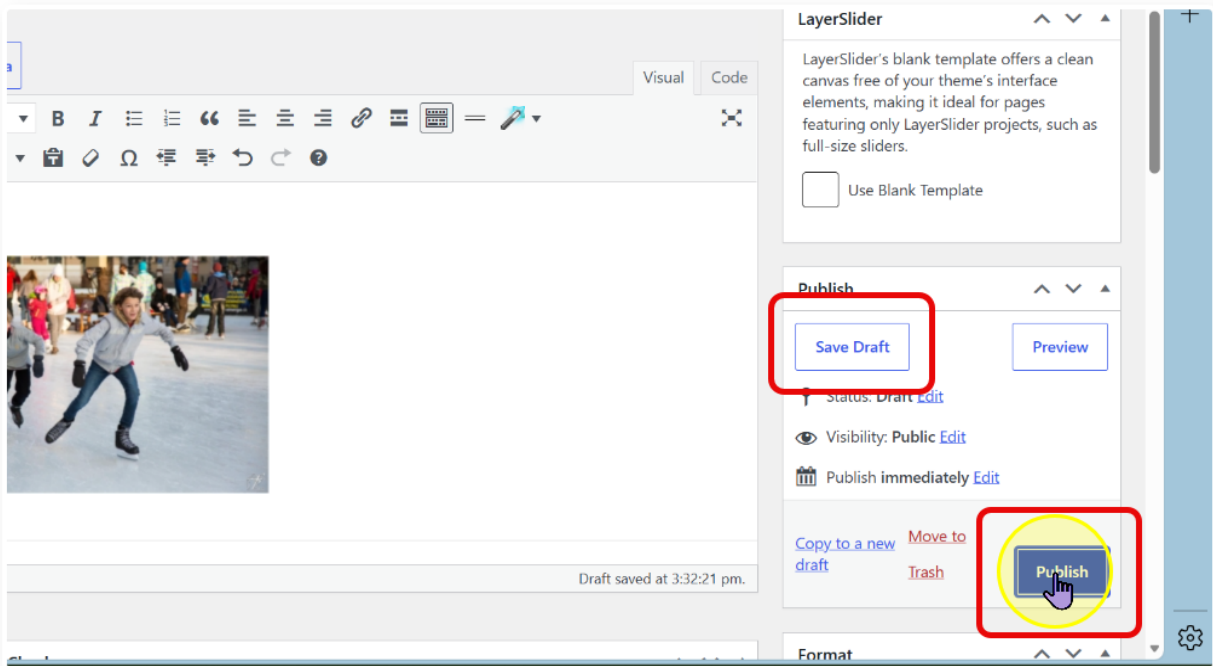 LayerSlider
LayerSlider's blank template offers a clean
canvas free of your theme's interface
elements, making it ideal for pages
featuring only LayerSlider projects, such as
full-size sliders.
Use Blank Template
a
Visual Code
B I
Publish
Save Draft Preview
Status: Draft Edit
Visibility: Public Edit
Publish immediately Edit
Copy to a new
draft
Move to
Trash
Publish
Draft saved at 3:32:21 pm.
Format